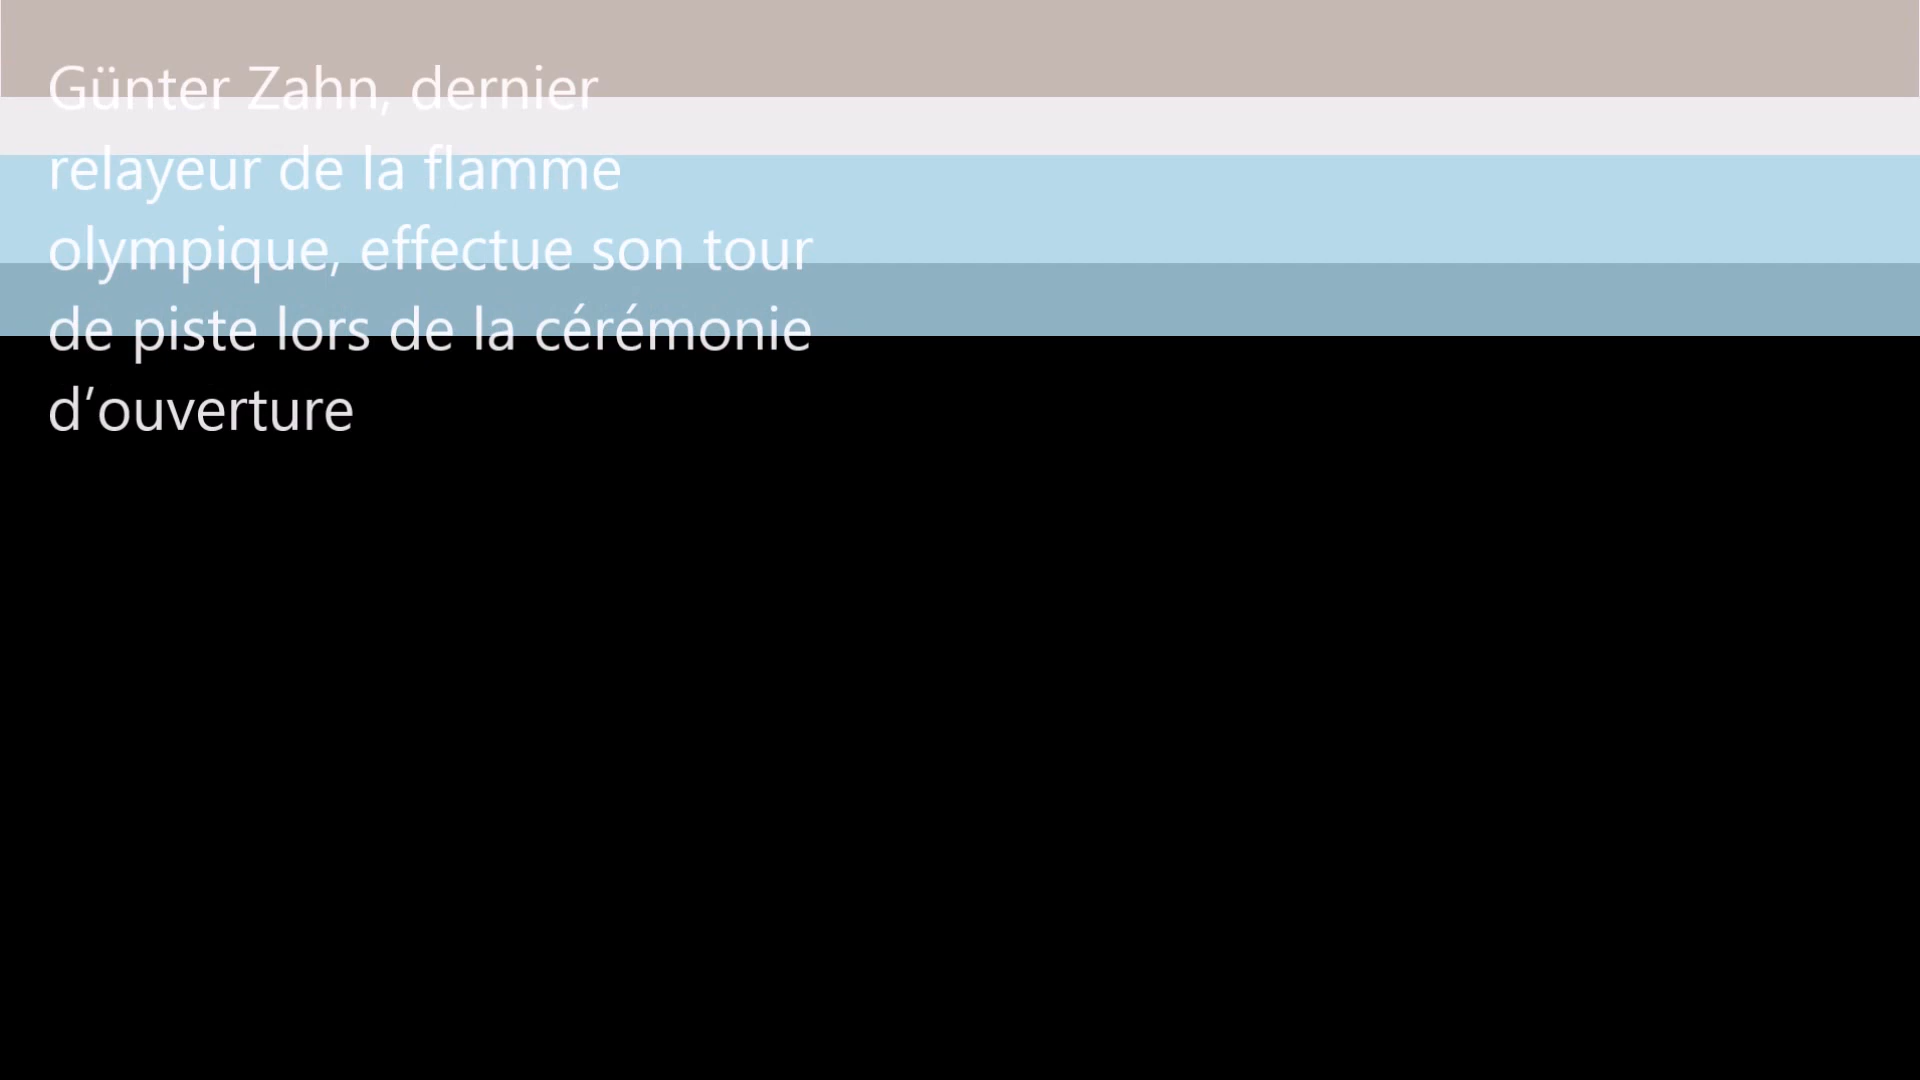 Günter Zahn, dernier
relayeur de la flamme
olympique, effectue son tour
de piste lors de la cérémonie
d’ouverture